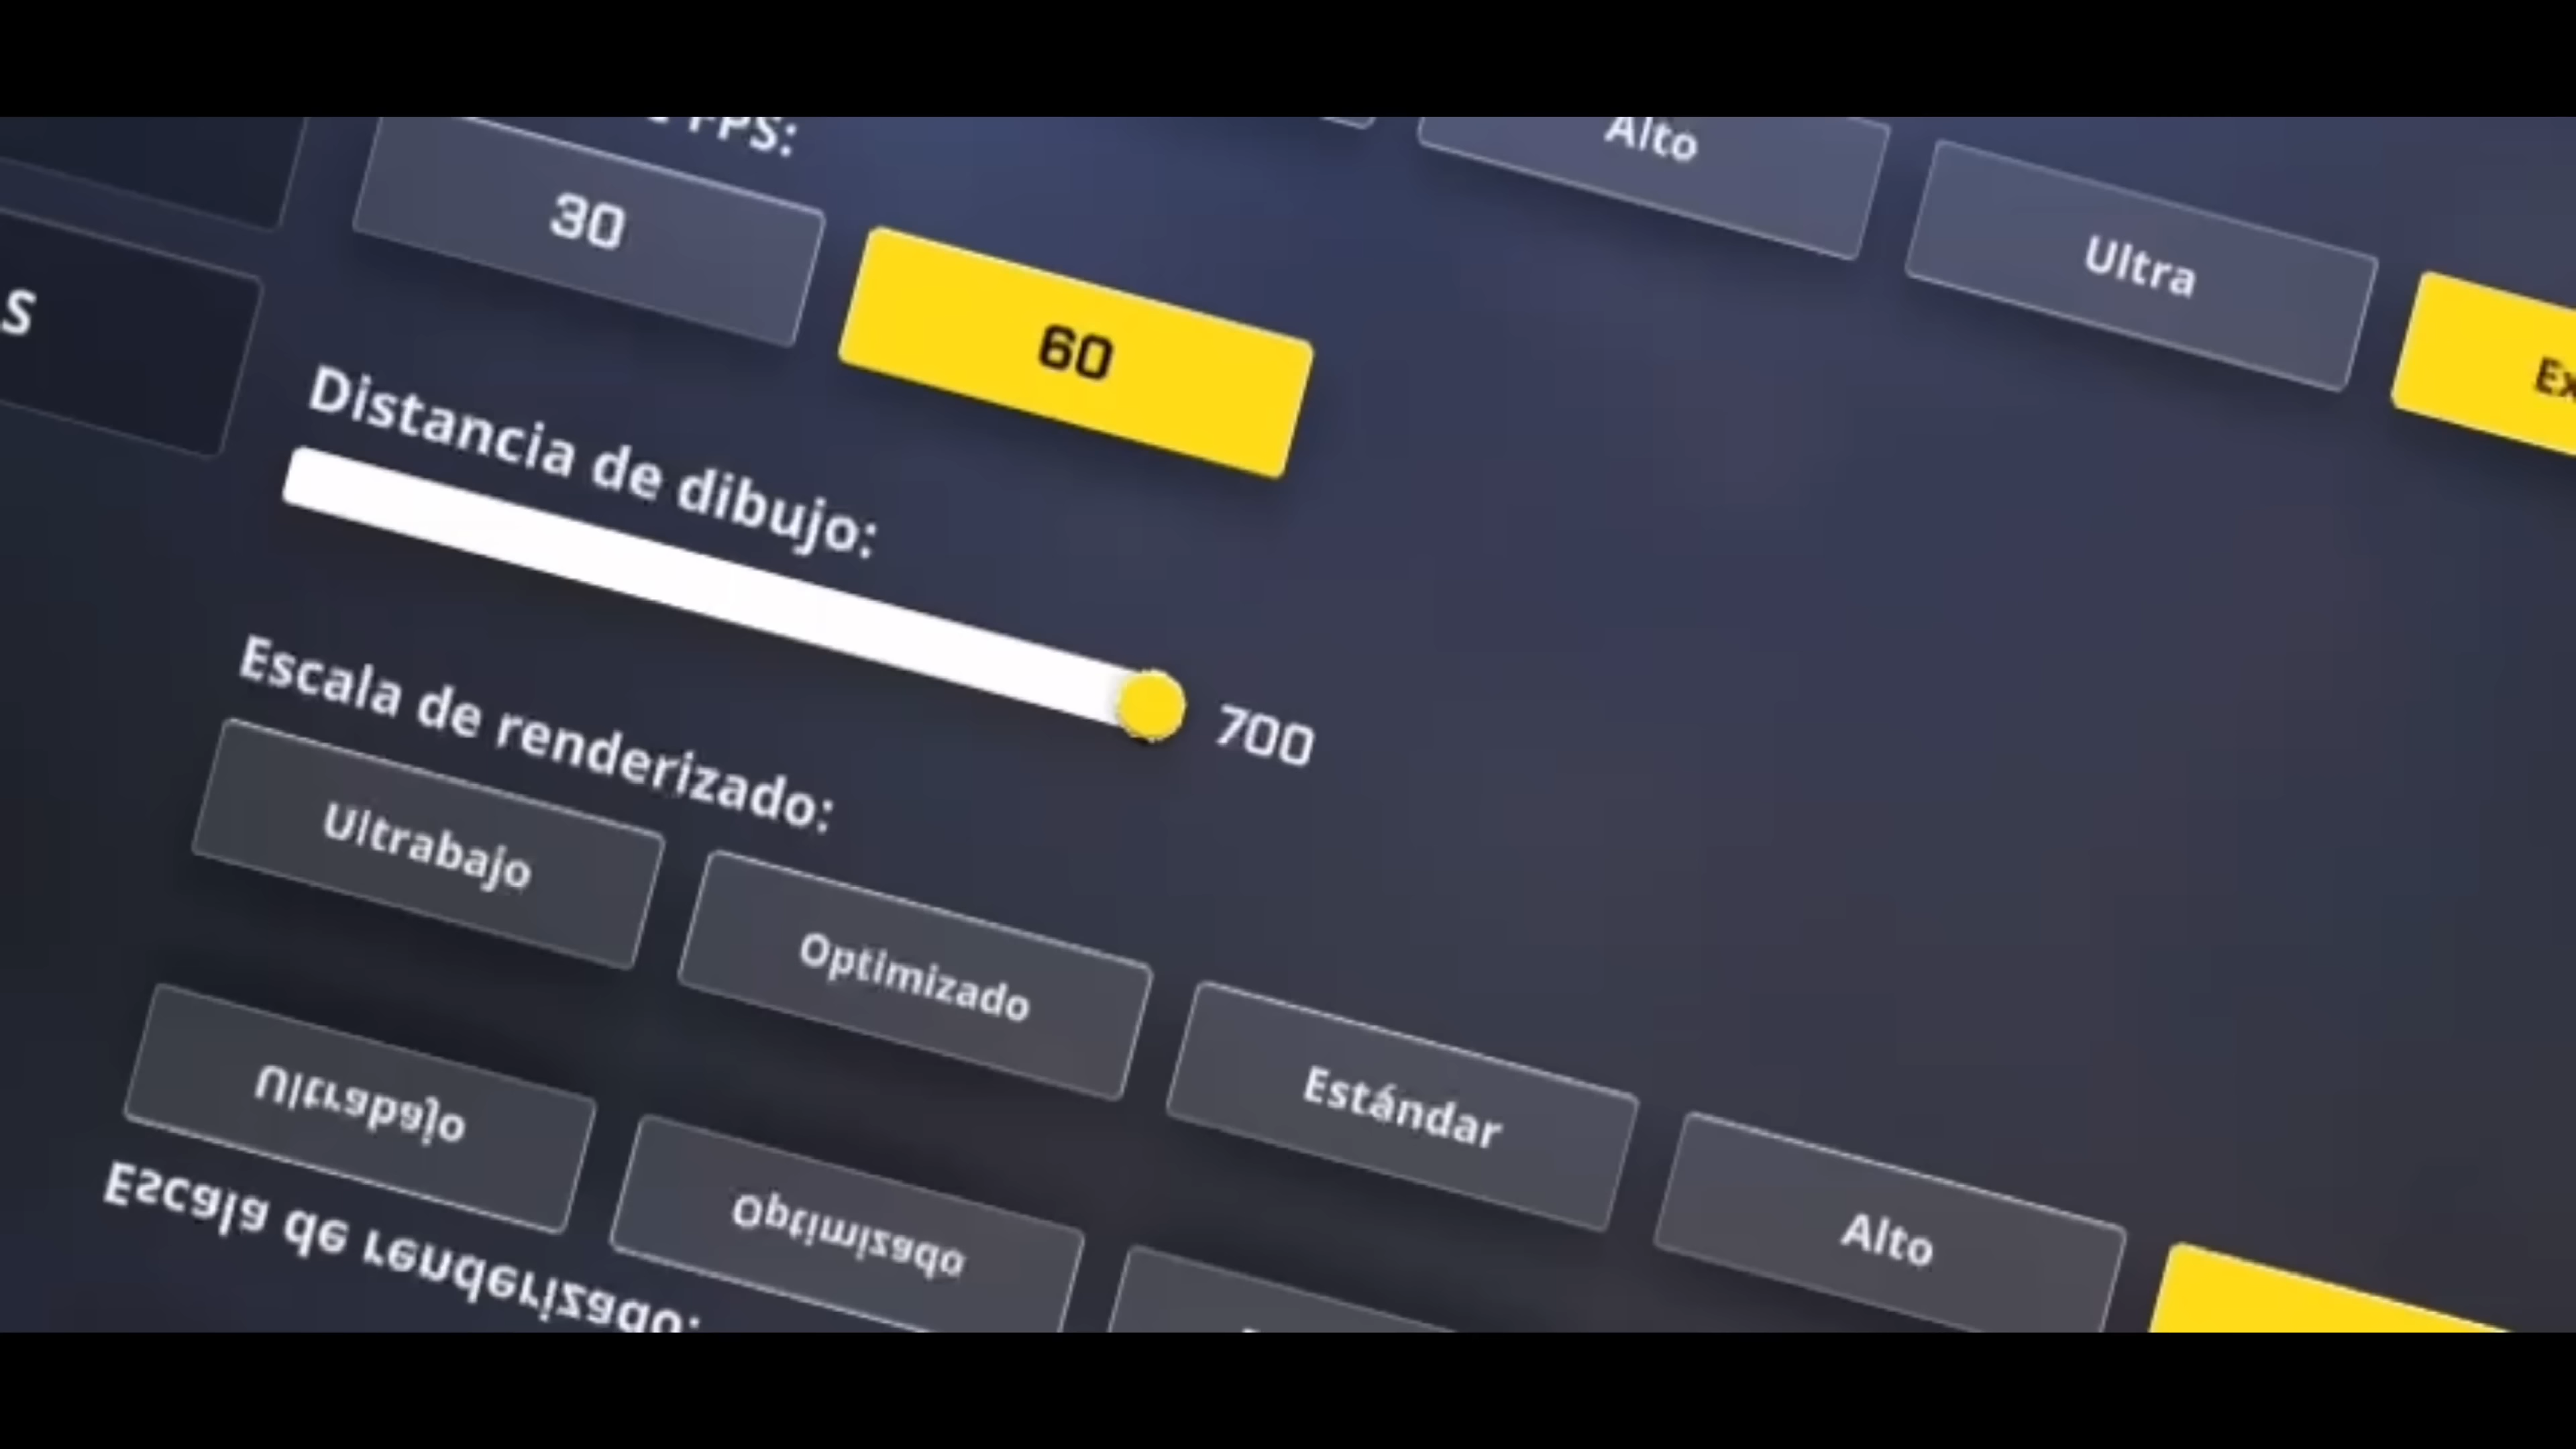 FPS:
30
60
Alto
Ultra
S
Distancia de dibujo:
700
Escala de renderizado:
Ultrabajo
Optimizado
Estándar
Alto
Ultrabajo
Optimizado
Escala de renderizado: